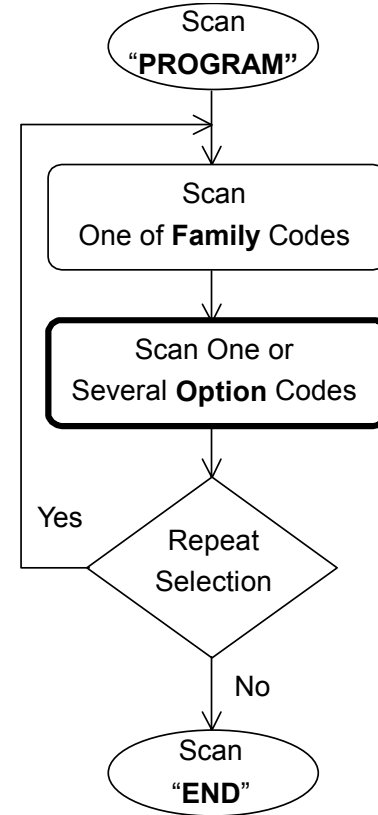 Scan
“PROGRAM”
Scan
One of Family Codes
Scan One or
Several Option Codes
Yes
Repeat
Selection
No
Scan
“END”